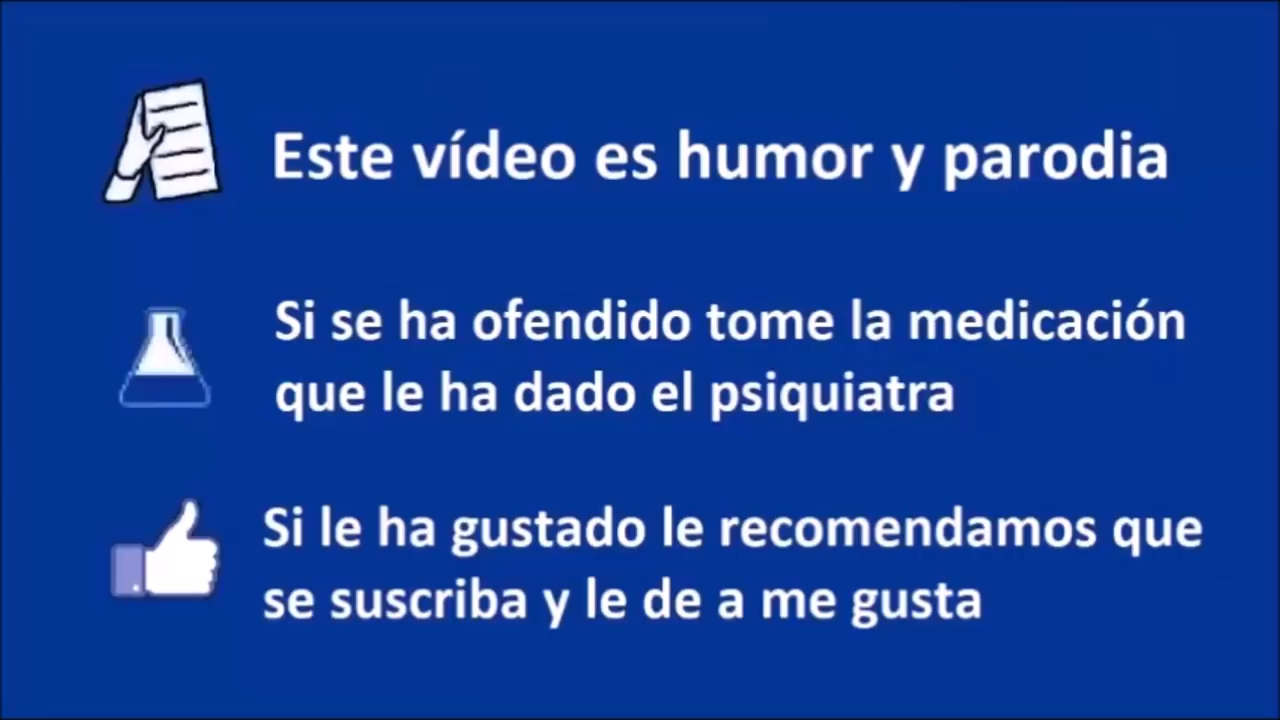 Este vídeo es humor y parodia
Si se ha ofendido tome la medicación
que le ha dado el psiquiatra
Si le ha gustado le recomendamos que
se suscriba y le de a me gusta